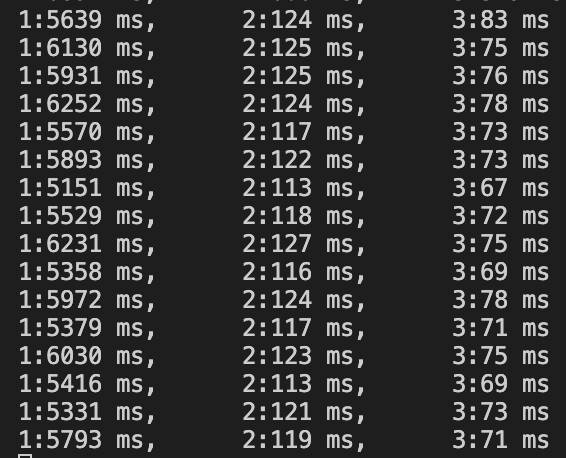 1:5639 ms, 2:124 ms, 3:83 ms
1:6130 ms, 2:125 ms, 3:75 ms
1:5931 ms, 2:125 ms, 3:76 ms
1:6252 ms, 2:124 ms, 3:78 ms
1:5570 ms, 2:117 ms, 3:73 ms
1:5893 ms, 2:122 ms, 3:73 ms
1:5151 ms, 2:113 ms, 3:67 ms
1:5529 ms, 2:118 ms, 3:72 ms
1:6231 ms, 2:127 ms, 3:75 ms
1:5358 ms, 2:116 ms, 3:69 ms
1:5972 ms, 2:124 ms, 3:78 ms
1:5379 ms, 2:117 ms, 3:71 ms
1:6030 ms, 2:123 ms, 3:75 ms
1:5416 ms, 2:113 ms, 3:69 ms
1:5331 ms, 2:121 ms, 3:73 ms
1:5793 ms, 2:119 ms, 3:71 ms